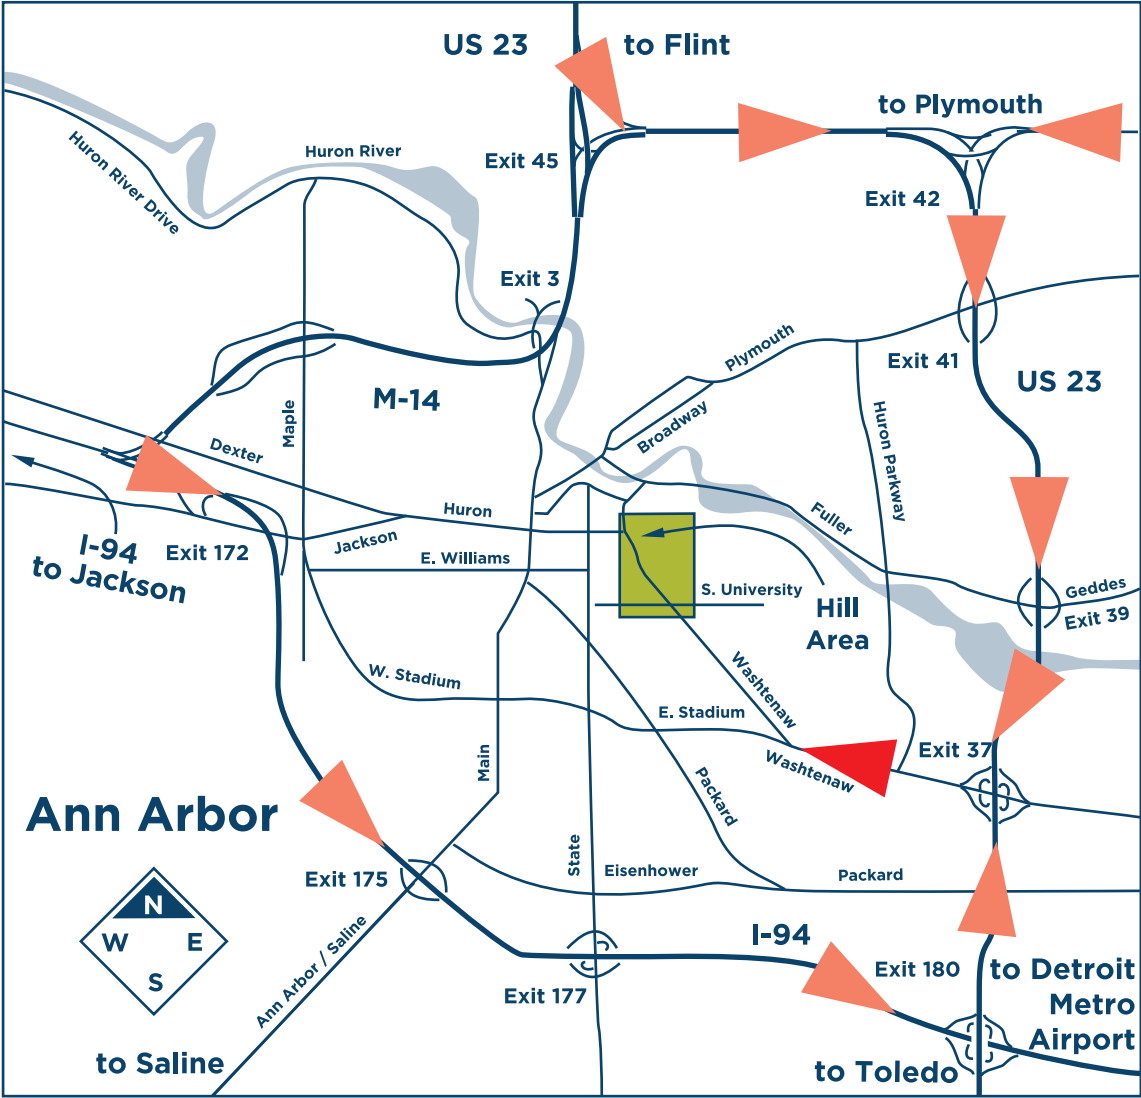 US 23
to Flint
to Plymouth
Huron River
Exit 45
Huron River Drive
Exit 42
Exit 3
Plymouth
Exit 41
US 23
M-14
Maple
Broadway
Huron Parkway
Dexter
Huron
Fuller
I-94
to Jackson
Exit 172
Jackson
E. Williams
S. University
Geddes
Exit 39
Hill
Area
W. Stadium
Washtenaw
E. Stadium
Main
Exit 37
Washtenaw
Packard
Ann Arbor
State
Exit 175
Eisenhower
Packard
N
W
E
S
Ann Arbor / Saline
I-94
Exit 180
to Detroit
Metro
Airport
Exit 177
to Saline
to Toledo